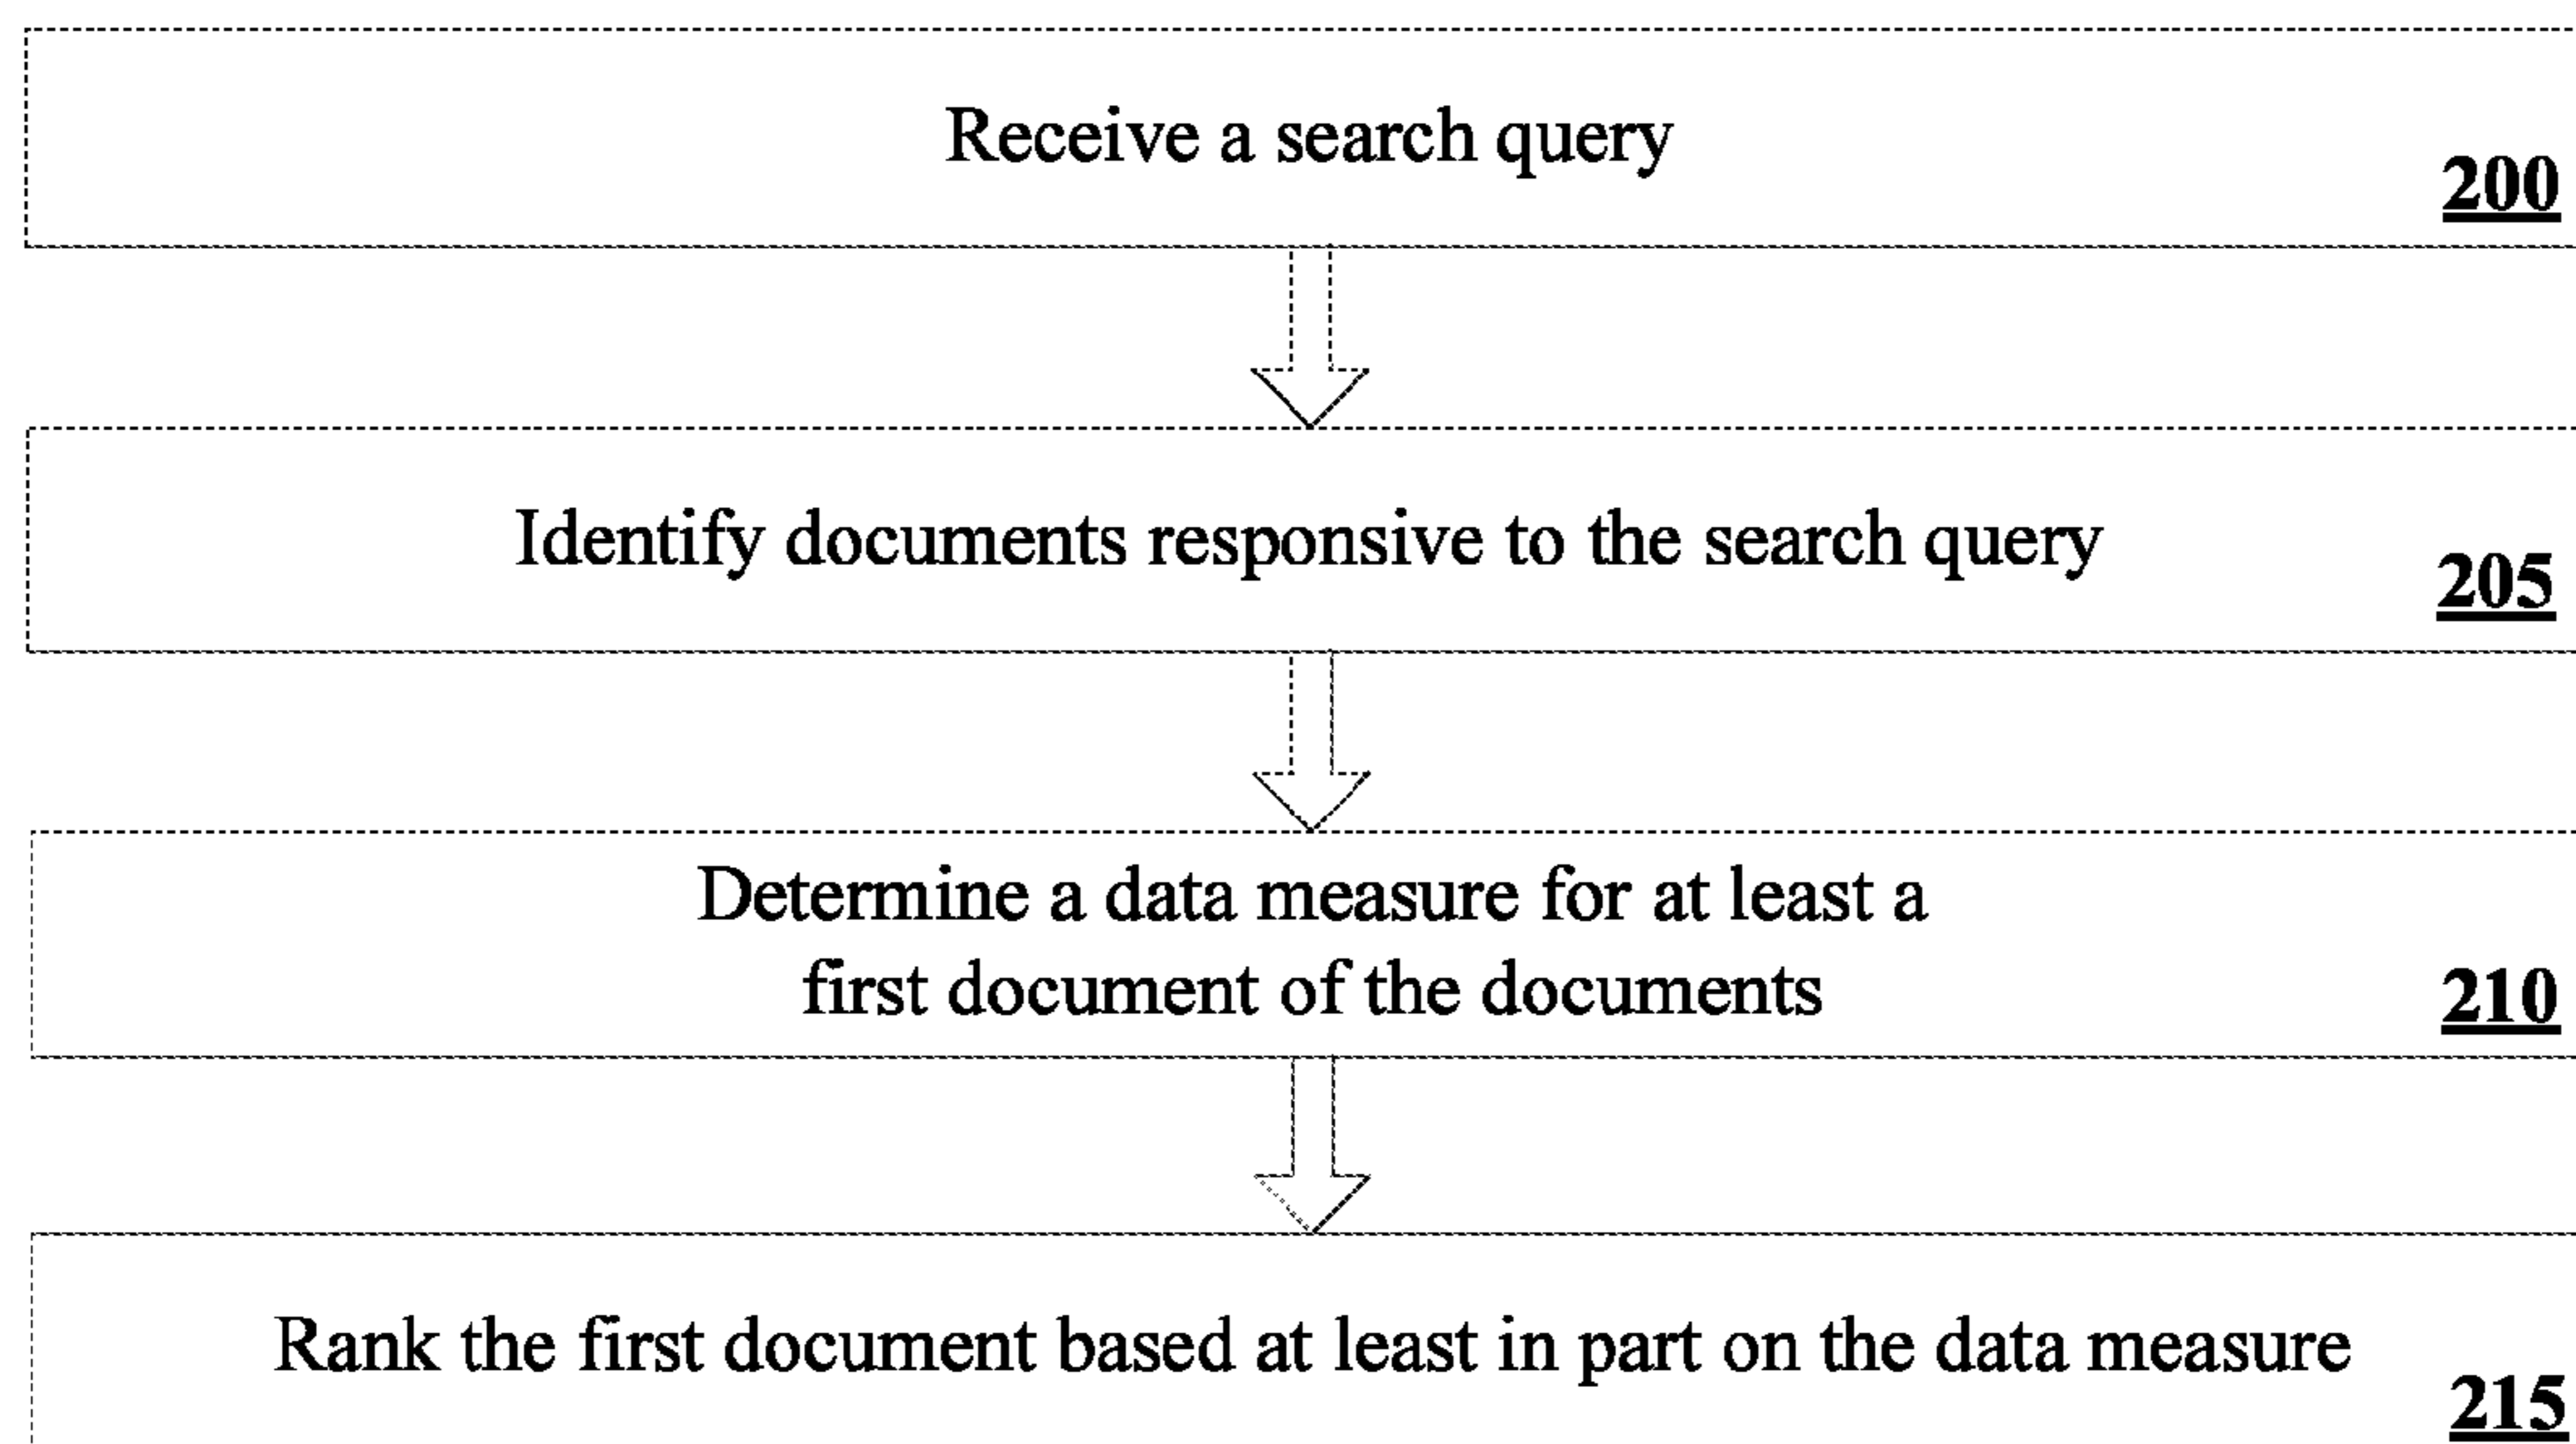 Receive a search query
200
Identify documents responsive to the search query
205
Determine a data measure for at least a
first document of the documents
210
Rank the first document based at least in part on the data measure
215